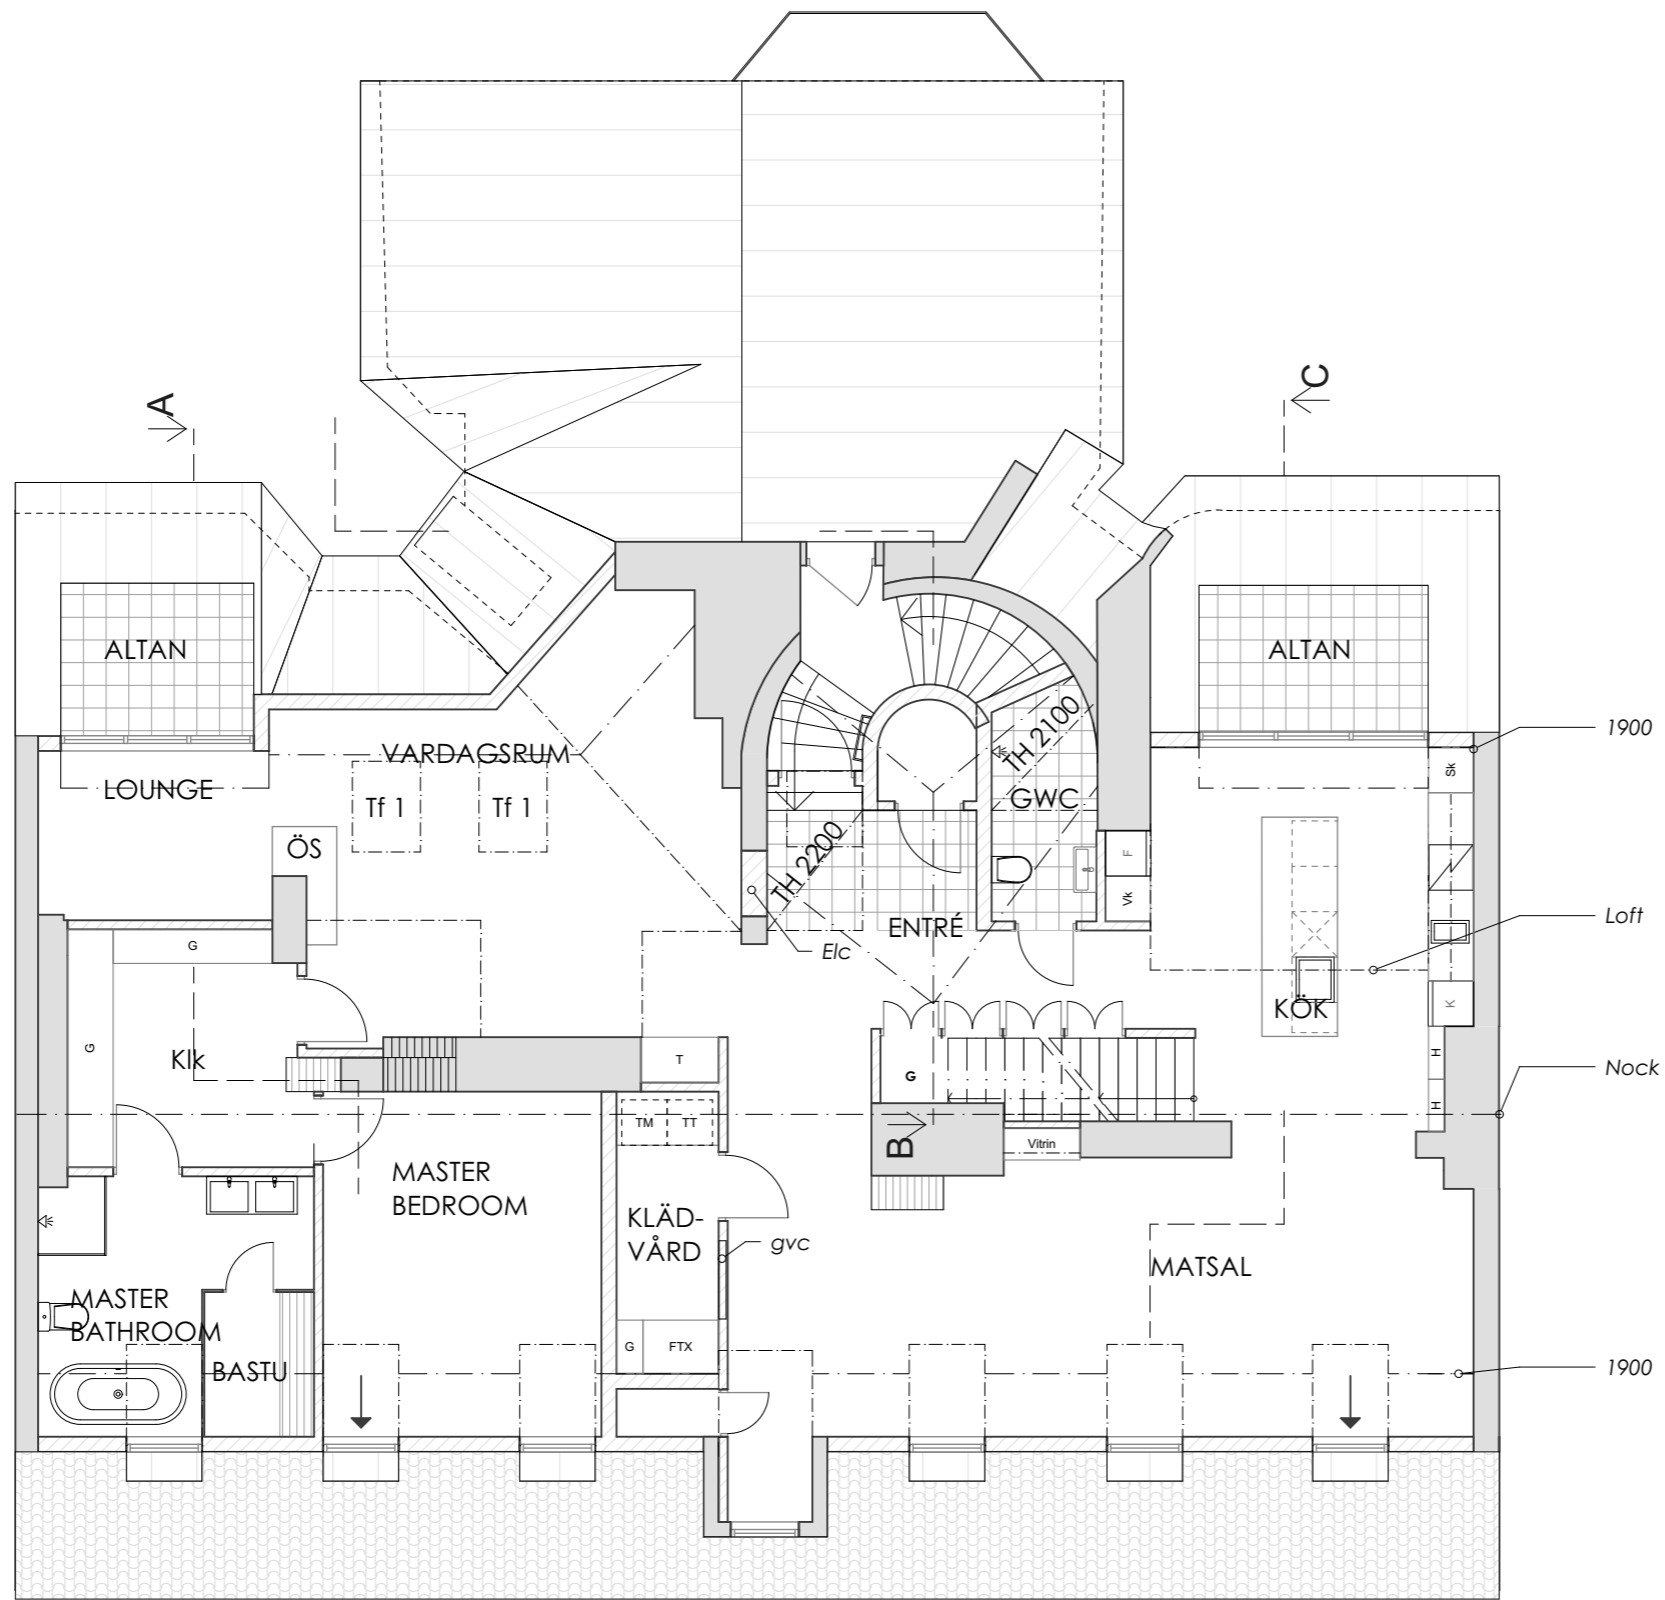 A
C
ALTAN
ALTAN
TH 2100
1900
VARDAGSRUM
LOUNGE
Sk
Tf 1
Tf 1
GWC
ÖS
TH 2200
F
Vk
Loft
ENTRÉ
G
Elc
KÖK
K
Klk
G
T
G
H
Nock
H
TM
TT
B
Vitrin
MASTER
BEDROOM
KLÄD-
VÅRD
gvc
MATSAL
MASTER
BATHROOM
G
FTX
BASTU
1900